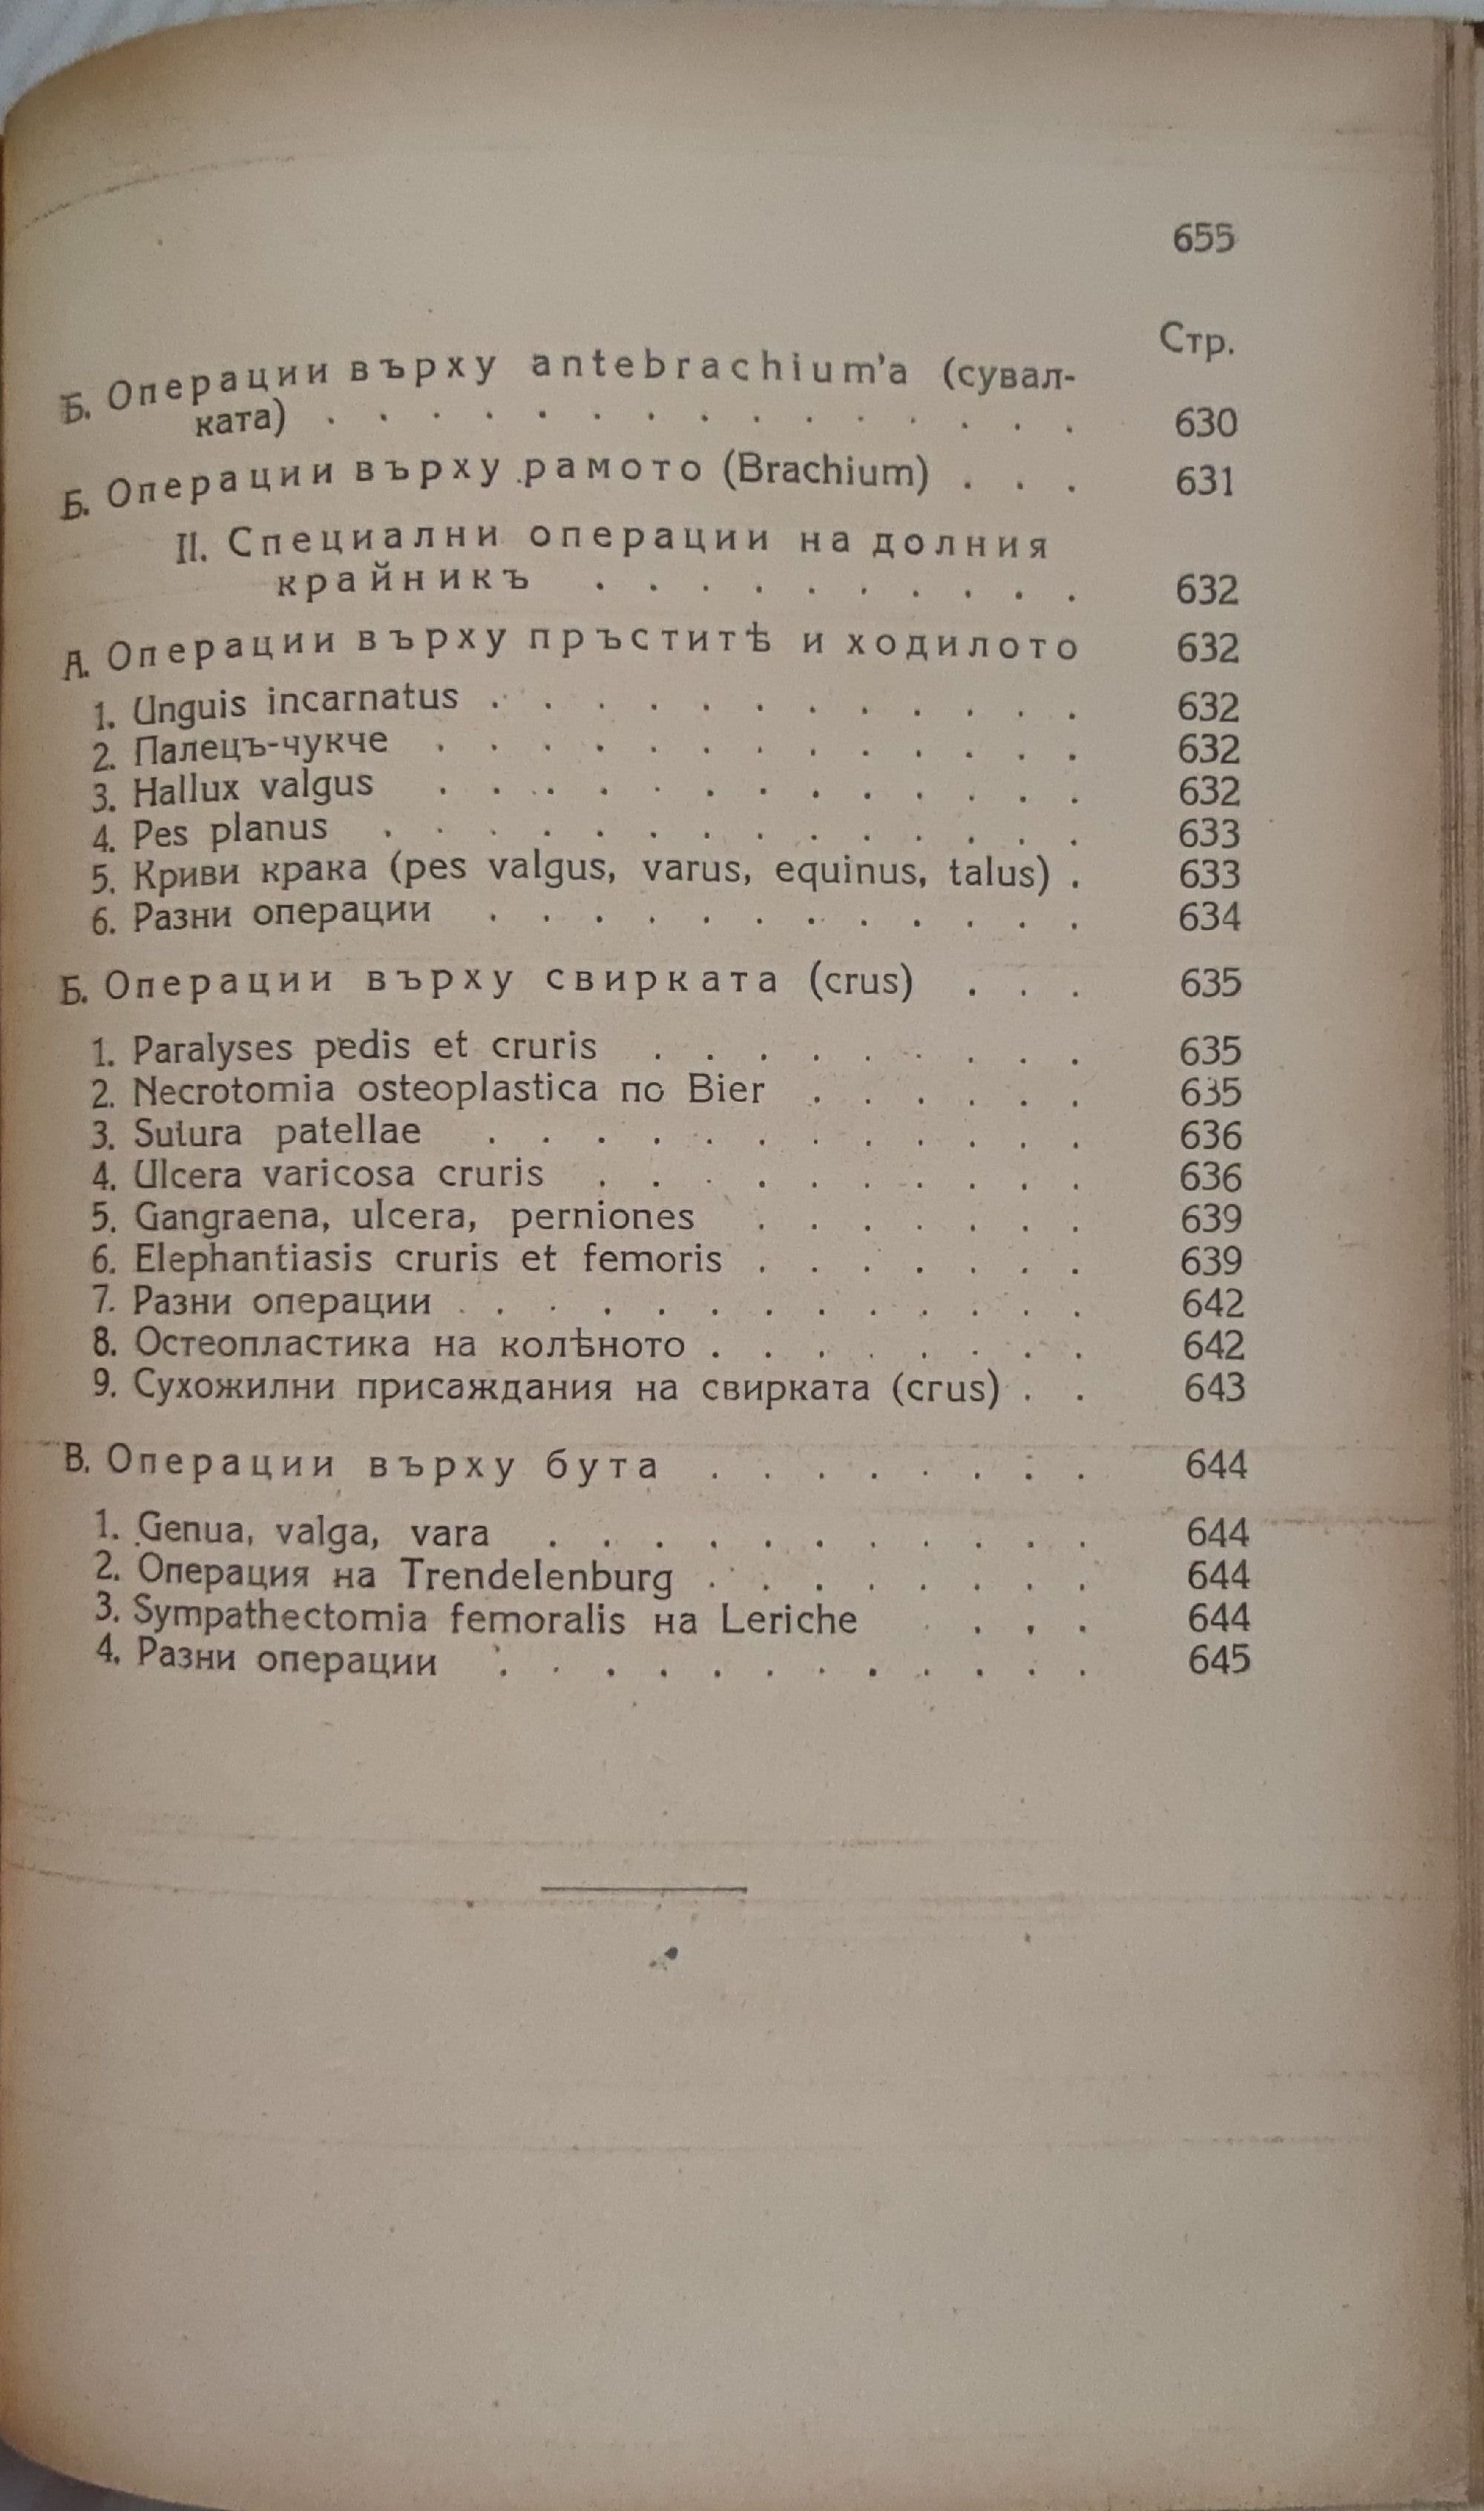 655
Стр.
Б. Операции върху antebrachium'а (сувал-
ката) . . . . . . . . . . . . . . . 630
Б. Операции върху рамото (Brachium) . . . 631
II. Специални операции на долния
крайникъ . . . . . . . . . . 632
А. Операции върху пръститѣ и ходилото 632
1. Unguis incarnatus . . . . . . . . . . . . 632
2. Палецъ-чукче . . . . . . . . . . . . . 632
3. Hallux valgus . . . . . . . . . . . . . 632
4. Pes planus . . . . . . . . . . . . . . 633
5. Криви крака (pes valgus, varus, equinus, talus) . 633
6. Разни операции . . . . . . . . . . . . 634
Б. Операции върху свирката (crus) . . . 635
1. Paralyses pedis et cruris . . . . . . . . . 635
2. Necrotomia osteoplastica по Bier . . . . . . 635
3. Sutura patellae . . . . . . . . . . . . 636
4. Ulcera varicosa cruris . . . . . . . . . . 636
5. Gangraena, ulcera, perniones . . . . . . . 639
6. Elephantiasis cruris et femoris . . . . . . . 639
7. Разни операции . . . . . . . . . . . . 642
8. Остеопластика на колѣното . . . . . . . . 642
9. Сухожилни присаждания на свирката (crus) . . 643
В. Операции върху бута . . . . . . . . 644
1. Genua, valga, vara . . . . . . . . . . . 644
2. Операция на Trendelenburg . . . . . . . . 644
3. Sympathectomia femoralis на Leriche . . . . 644
4. Разни операции . . . . . . . . . . . . 645